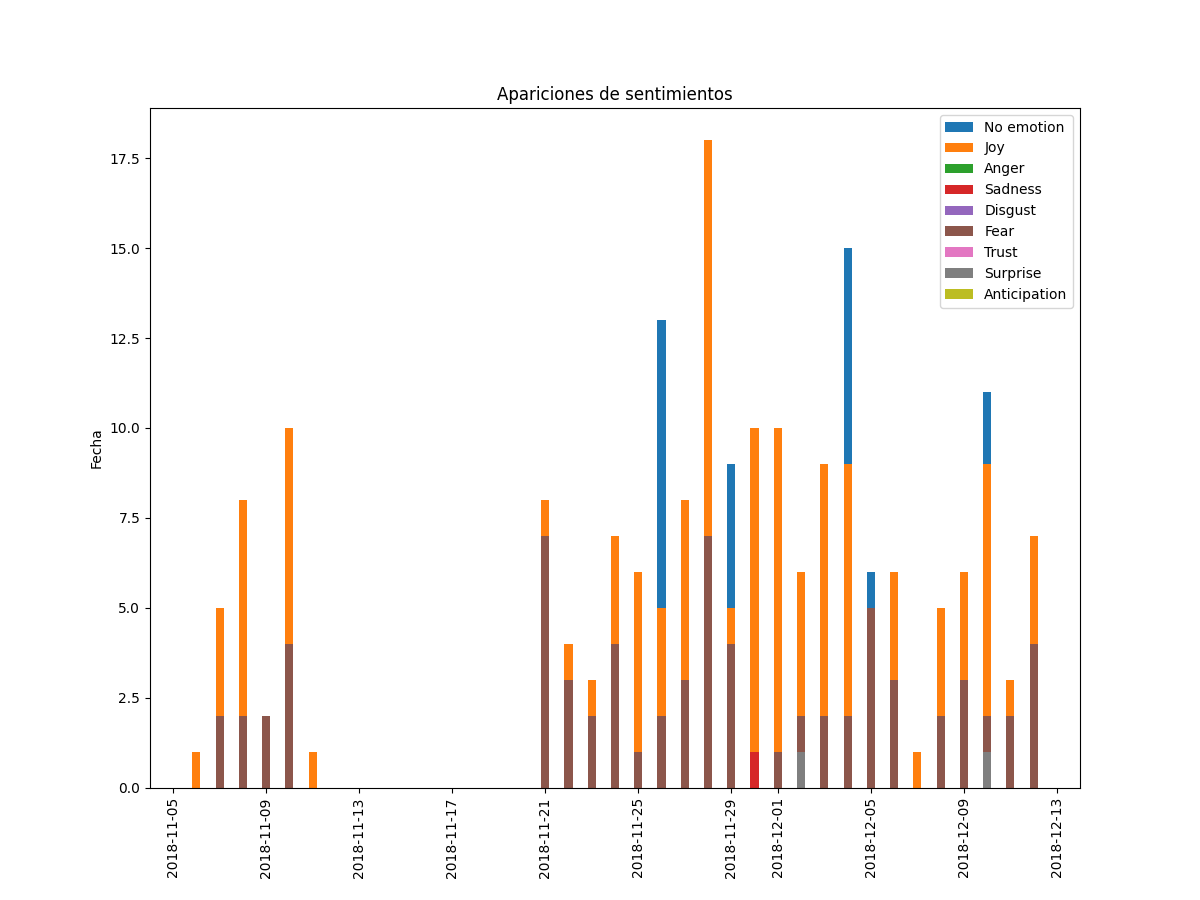 Apariciones de sentimientos
No emotion
Joy
Anger
Sadness
Disgust
Fear
Trust
Surprise
Anticipation
Fecha
17.5
15.0
12.5
10.0
7.5
5.0
2.5
0.0
2018-11-05
2018-11-09
2018-11-13
2018-11-17
2018-11-21
2018-11-25
2018-11-29
2018-12-01
2018-12-05
2018-12-09
2018-12-13